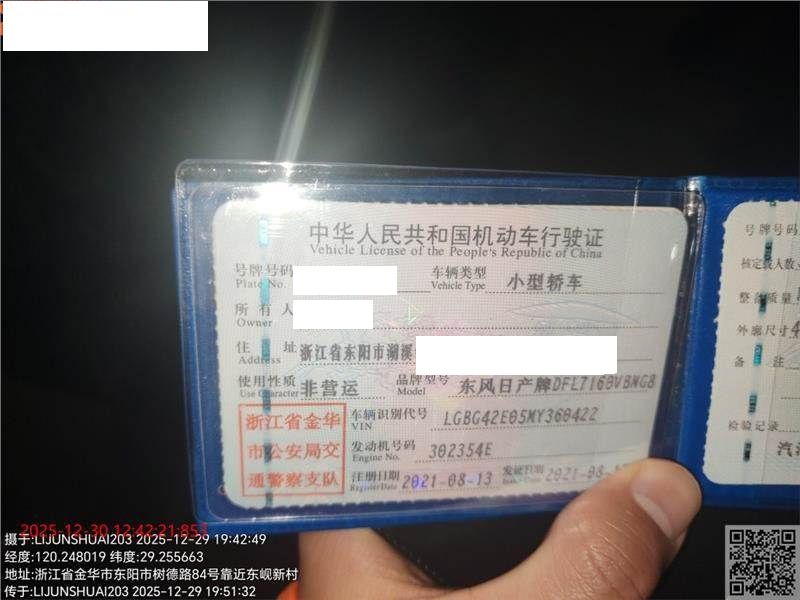 中华人民共和国机动车行驶证
Vehicle License of the People's Republic of China
号牌号码
Plate No.
车辆类型 小型轿车
Vehicle Type
所有人
Owner
住址 浙江省东阳市湖溪
Address
使用性质 非营运
Use Character
品牌型号 东风日产牌DFL7168VBNG8
Model
浙江省金华
市公安局交
通警察支队
车辆识别代号 LGBG42E05MY360422
VIN
发动机号码 302354E
Engine No.
注册日期 2021-08-13
Register Date
发证日期 2021-08-
Issue Date
号牌号码
核定载人数
整备质量
外廓尺寸
备注
检验记录
2025-12-30 12:42:21:853
摄于:LIJUNSHUAI203 2025-12-29 19:42:49
经度:120.248019 纬度:29.255663
地址:浙江省金华市东阳市树德路84号靠近东岘新村
传于:LIJUNSHUAI203 2025-12-29 19:51:32